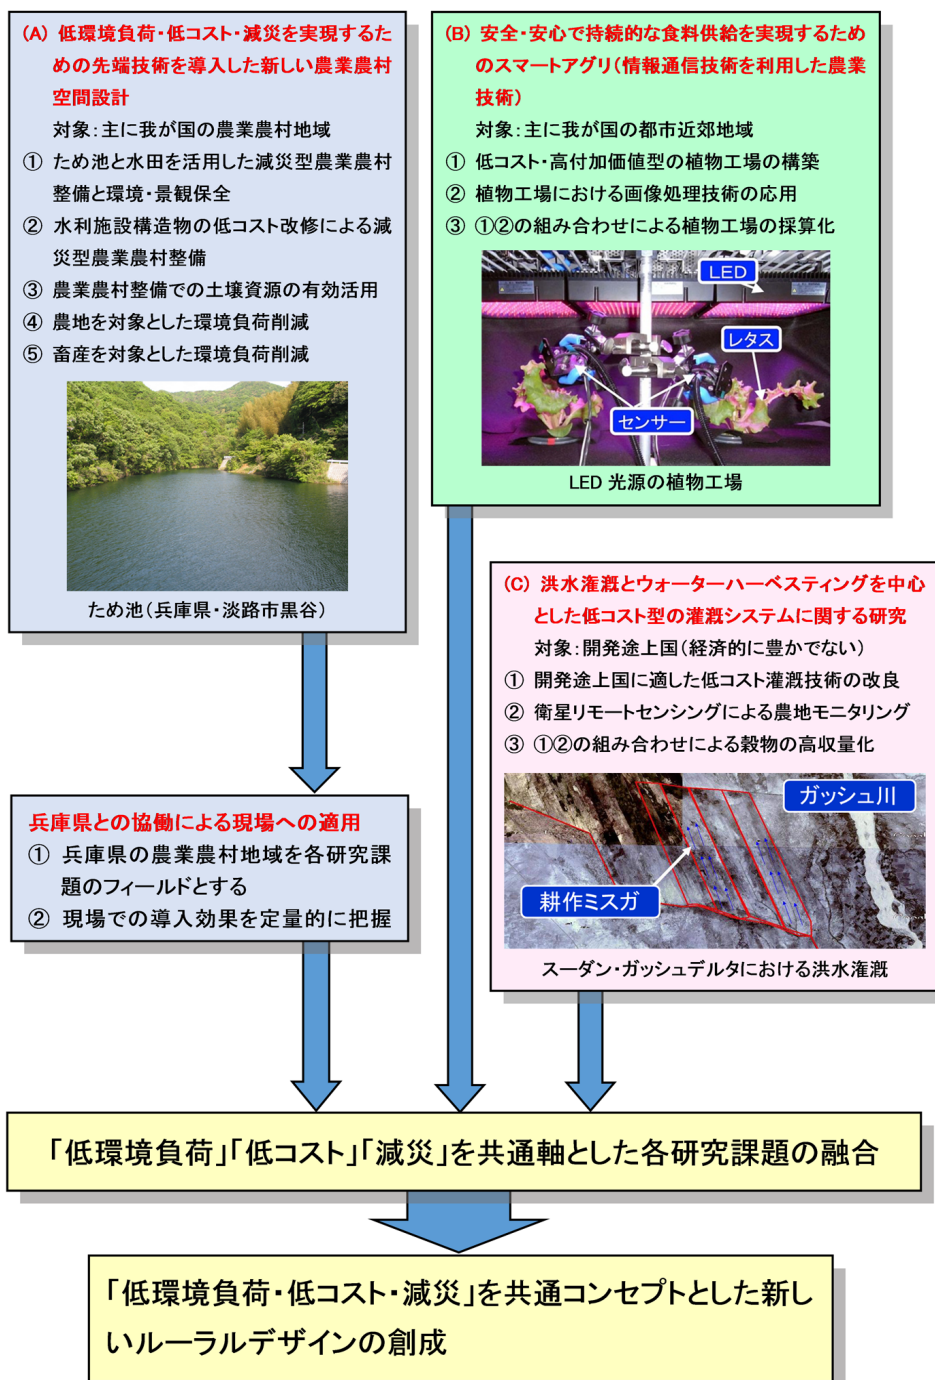 (A) 低環境負荷・低コスト・減災を実現するた
めの先端技術を導入した新しい農業農村
空間設計
対象：主に我が国の農業農村地域
① ため池と水田を活用した減災型農業農村
整備と環境・景観保全
② 水利施設構造物の低コスト改修による減
災型農業農村整備
③ 農業農村整備での土壌資源の有効活用
④ 農地を対象とした環境負荷削減
⑤ 畜産を対象とした環境負荷削減
ため池（兵庫県・淡路市黒谷）
(B) 安全・安心で持続的な食料供給を実現するため
のスマートアグリ（情報通信技術を利用した農業
技術）
対象：主に我が国の都市近郊地域
① 低コスト・高付加価値型の植物工場の構築
② 植物工場における画像処理技術の応用
③ ①②の組み合わせによる植物工場の採算化
LED
レタス
センサー
LED 光源の植物工場
(C) 洪水潅漑とウォーターハーベスティングを中心
とした低コスト型の灌漑システムに関する研究
対象：開発途上国（経済的に豊かでない）
① 開発途上国に適した低コスト灌漑技術の改良
② 衛星リモートセンシングによる農地モニタリング
③ ①②の組み合わせによる穀物の高収量化
ガッシュ川
耕作ミスガ
スーダン・ガッシュデルタにおける洪水潅漑
兵庫県との協働による現場への適用
① 兵庫県の農業農村地域を各研究課
題のフィールドとする
② 現場での導入効果を定量的に把握
「低環境負荷」「低コスト」「減災」を共通軸とした各研究課題の融合
「低環境負荷・低コスト・減災」を共通コンセプトとした新し
いルーラルデザインの創成